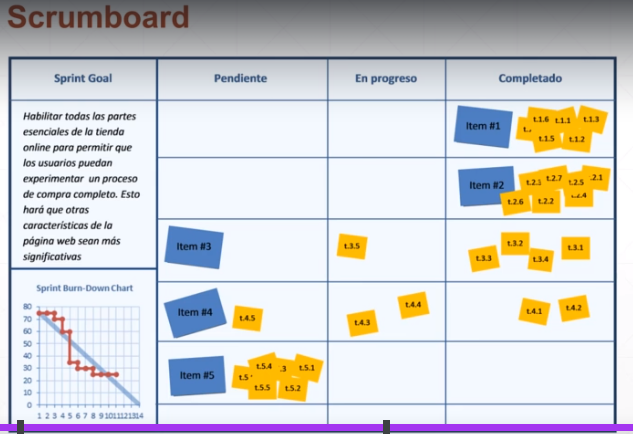 Scrumboard
Sprint Goal
Pendiente
En progreso
Completado
Habilitar todas las partes
esenciales de la tienda
online para permitir que
los usuarios puedan
experimentar un proceso
de compra completo. Esto
hará que otras
características de la
página web sean más
significativas
Item #1
t.1.6
t.1.1
t.1.3
t.1.5
t.1.2
Item #2
t.2.7
t.2.5
.2.1
t.2.6
t.2.2
t.2.4
Item #3
t.3.5
t.3.3
t.3.2
t.3.4
t.3.1
Item #4
t.4.5
t.4.3
t.4.4
t.4.1
t.4.2
Item #5
t.5.4
.3
t.5.1
t.5.5
t.5.2
Sprint Burn-Down Chart
80
70
60
50
40
30
20
10
0
1 2 3 4 5 6 7 8 9 10 11 12 13 14